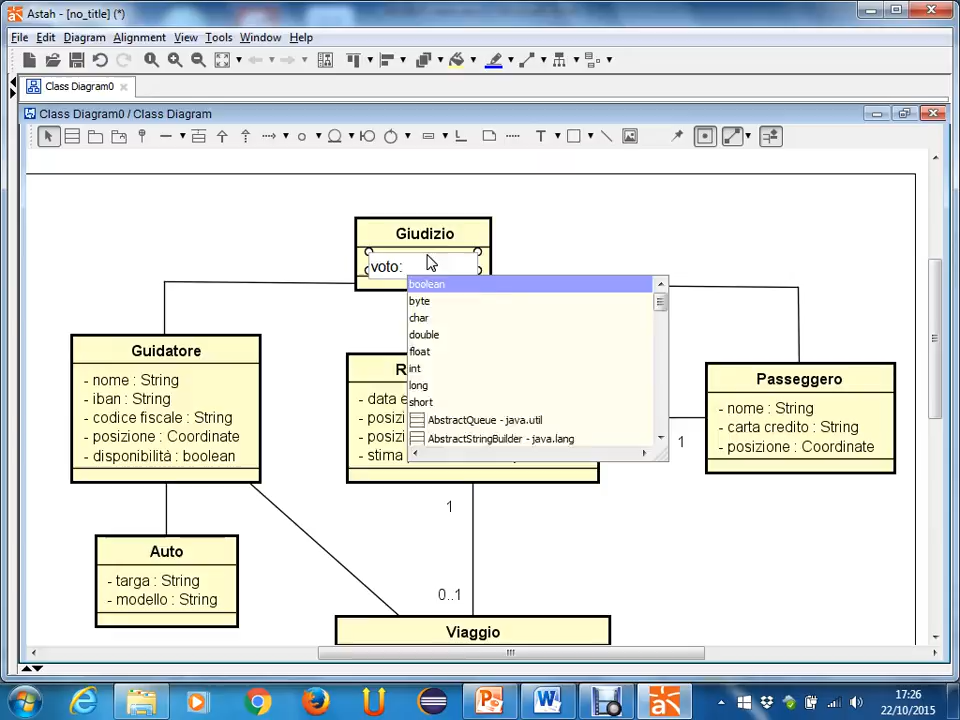 Astah - [no_title] (*)
File Edit Diagram Alignment View Tools Window Help
Class Diagram0
Class Diagram0 / Class Diagram
Giudizio
voto:
boolean
byte
char
double
float
int
long
short
AbstractQueue - java.util
AbstractStringBuilder - java.lang
Guidatore
- nome : String
- iban : String
- codice fiscale : String
- posizione : Coordinate
- disponibilità : boolean
R
- data e
- posizi
- posizi
- stima
1
Passeggero
- nome : String
- carta credito : String
- posizione : Coordinate
1
0..1
Auto
- targa : String
- modello : String
Viaggio
17:26
22/10/2015